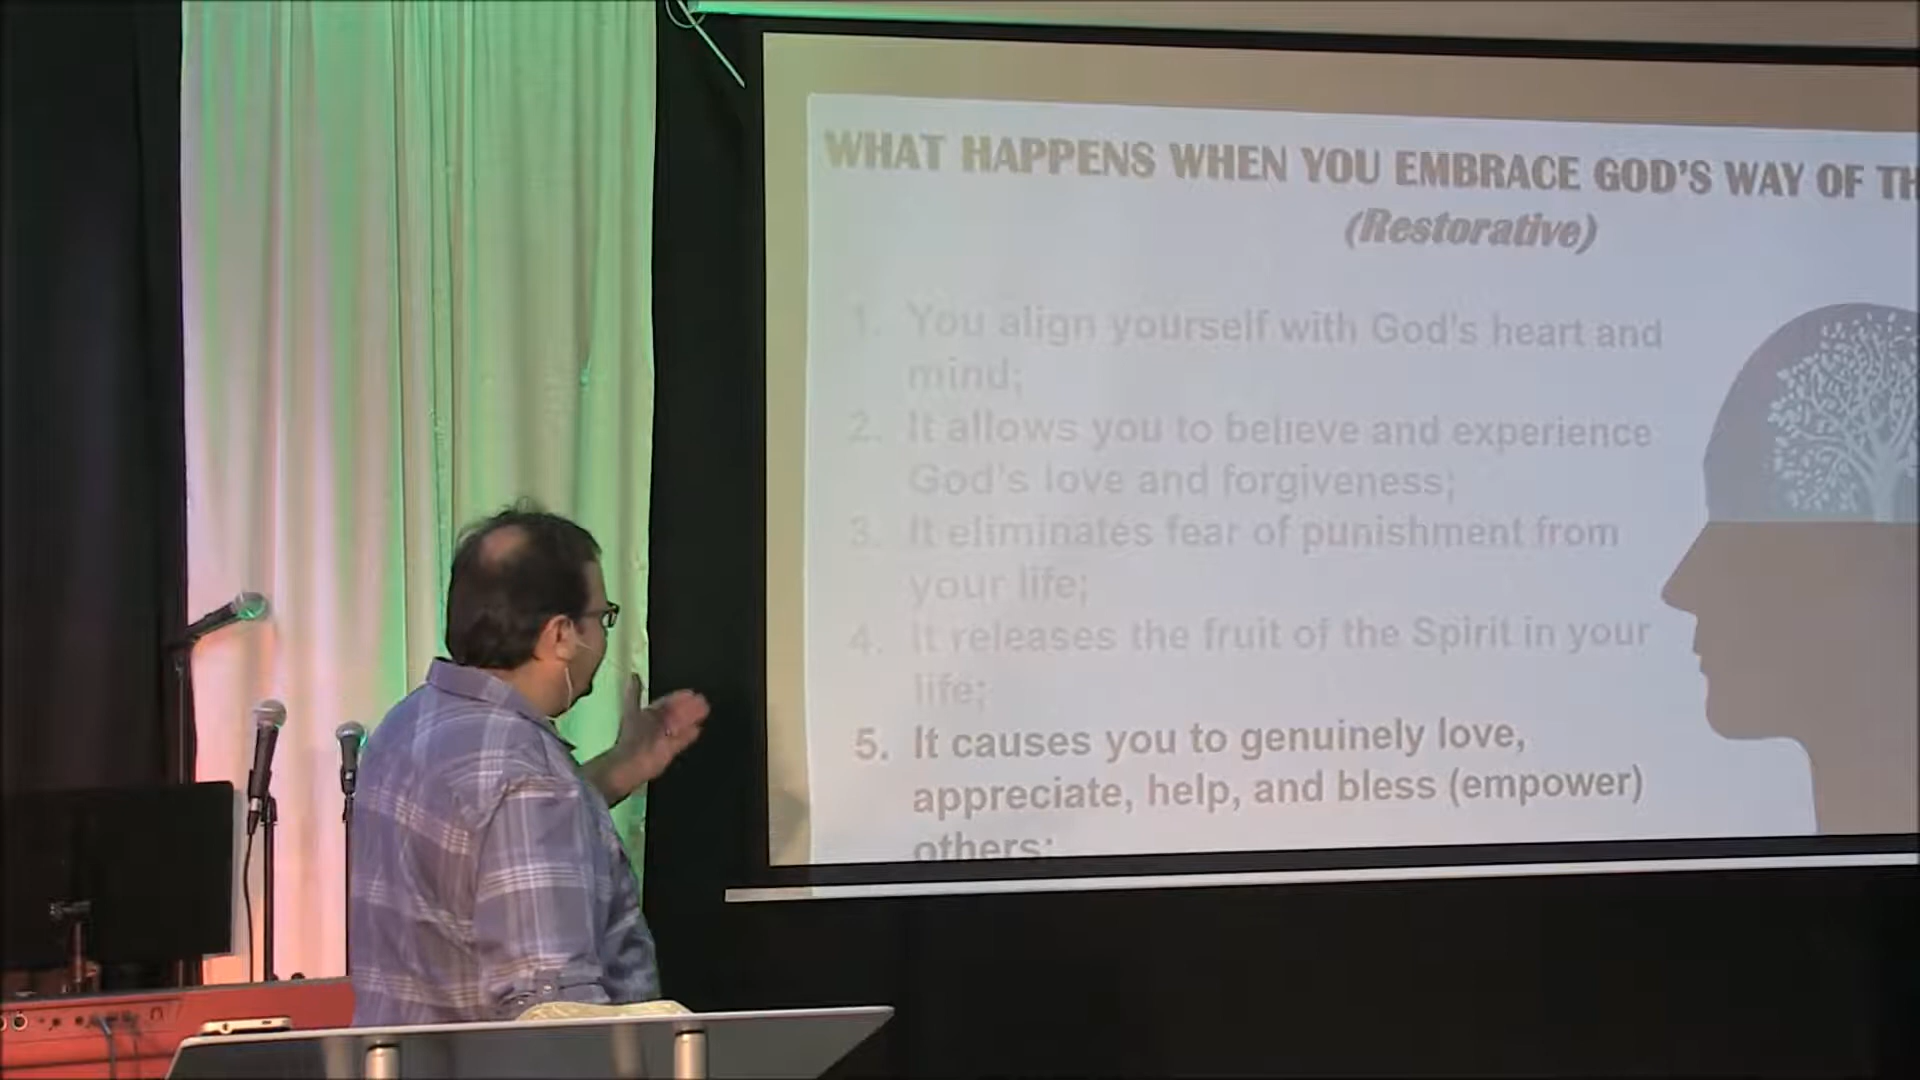 WHAT HAPPENS WHEN YOU EMBRACE GOD'S WAY OF TH
(Restorative)
1. You align yourself with God's heart and
mind;
2. It allows you to believe and experience
God's love and forgiveness;
3. It eliminates fear of punishment from
your life;
4. It releases the fruit of the Spirit in your
life;
5. It causes you to genuinely love,
appreciate, help, and bless (empower)
others;